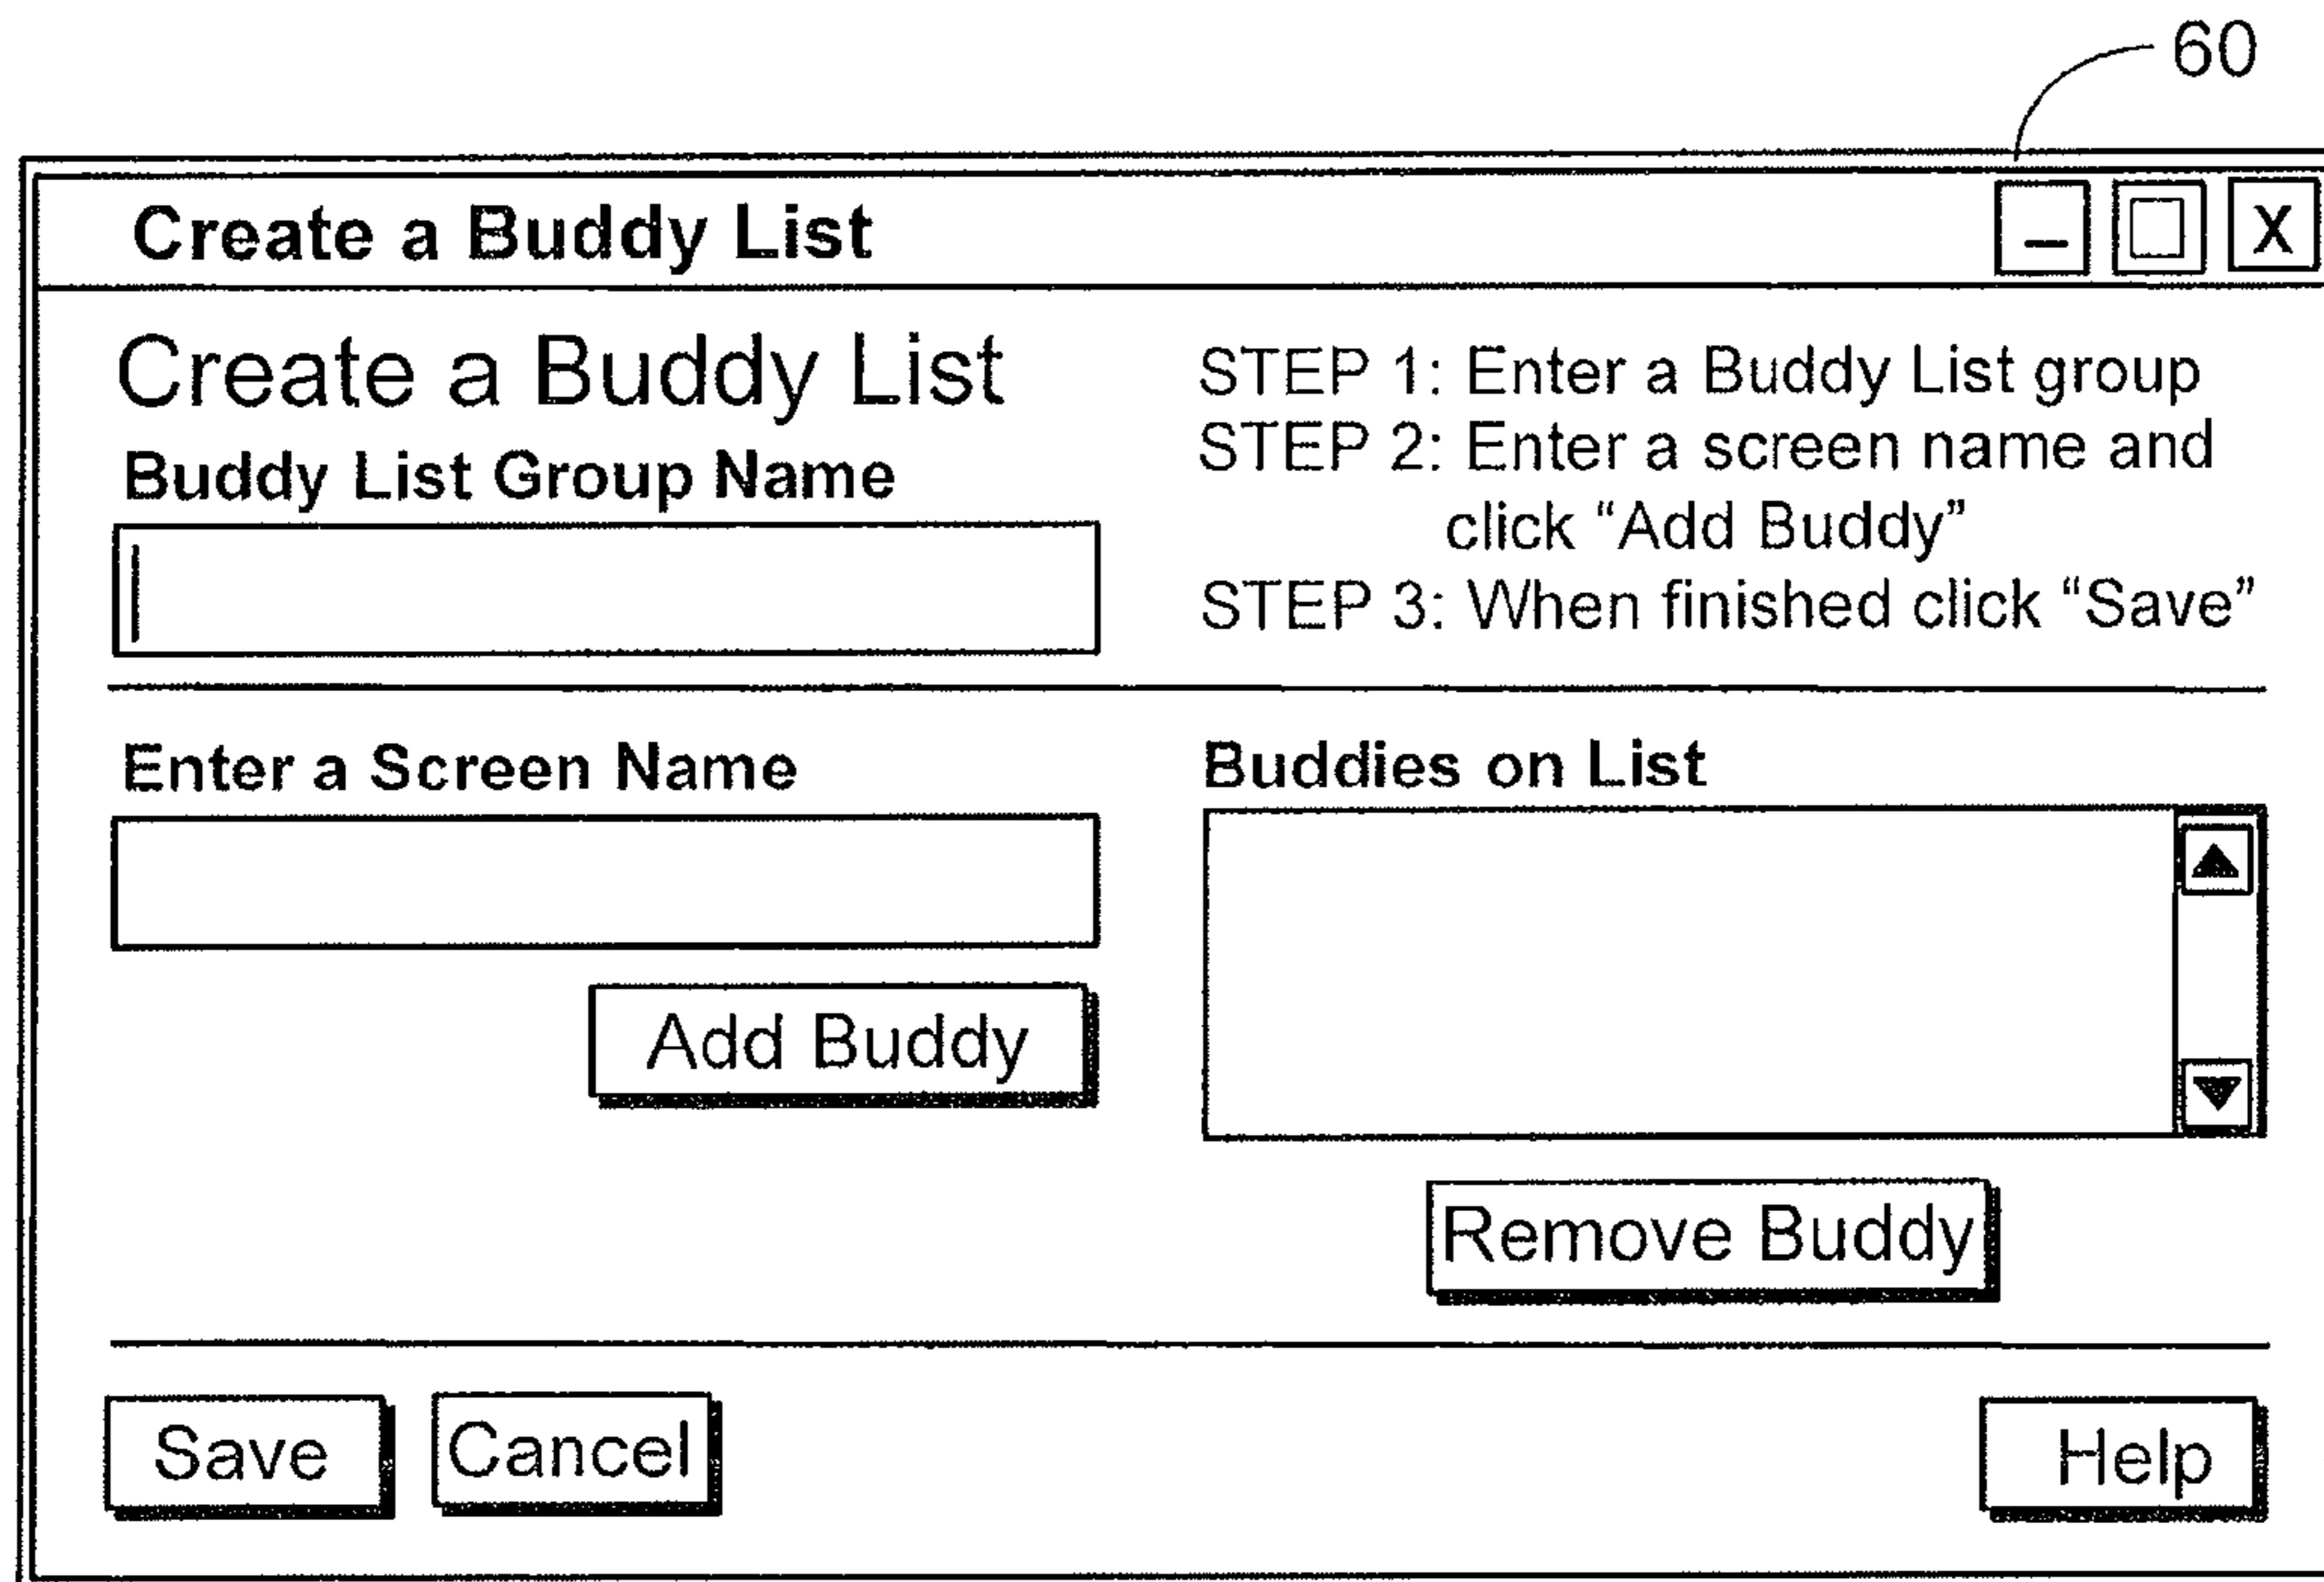 60
Create a Buddy List
X
Create a Buddy List
Buddy List Group Name
STEP 1: Enter a Buddy List group
STEP 2: Enter a screen name and
click “Add Buddy”
STEP 3: When finished click “Save”
Enter a Screen Name
Add Buddy
Buddies on List
Remove Buddy
Save
Cancel
Help